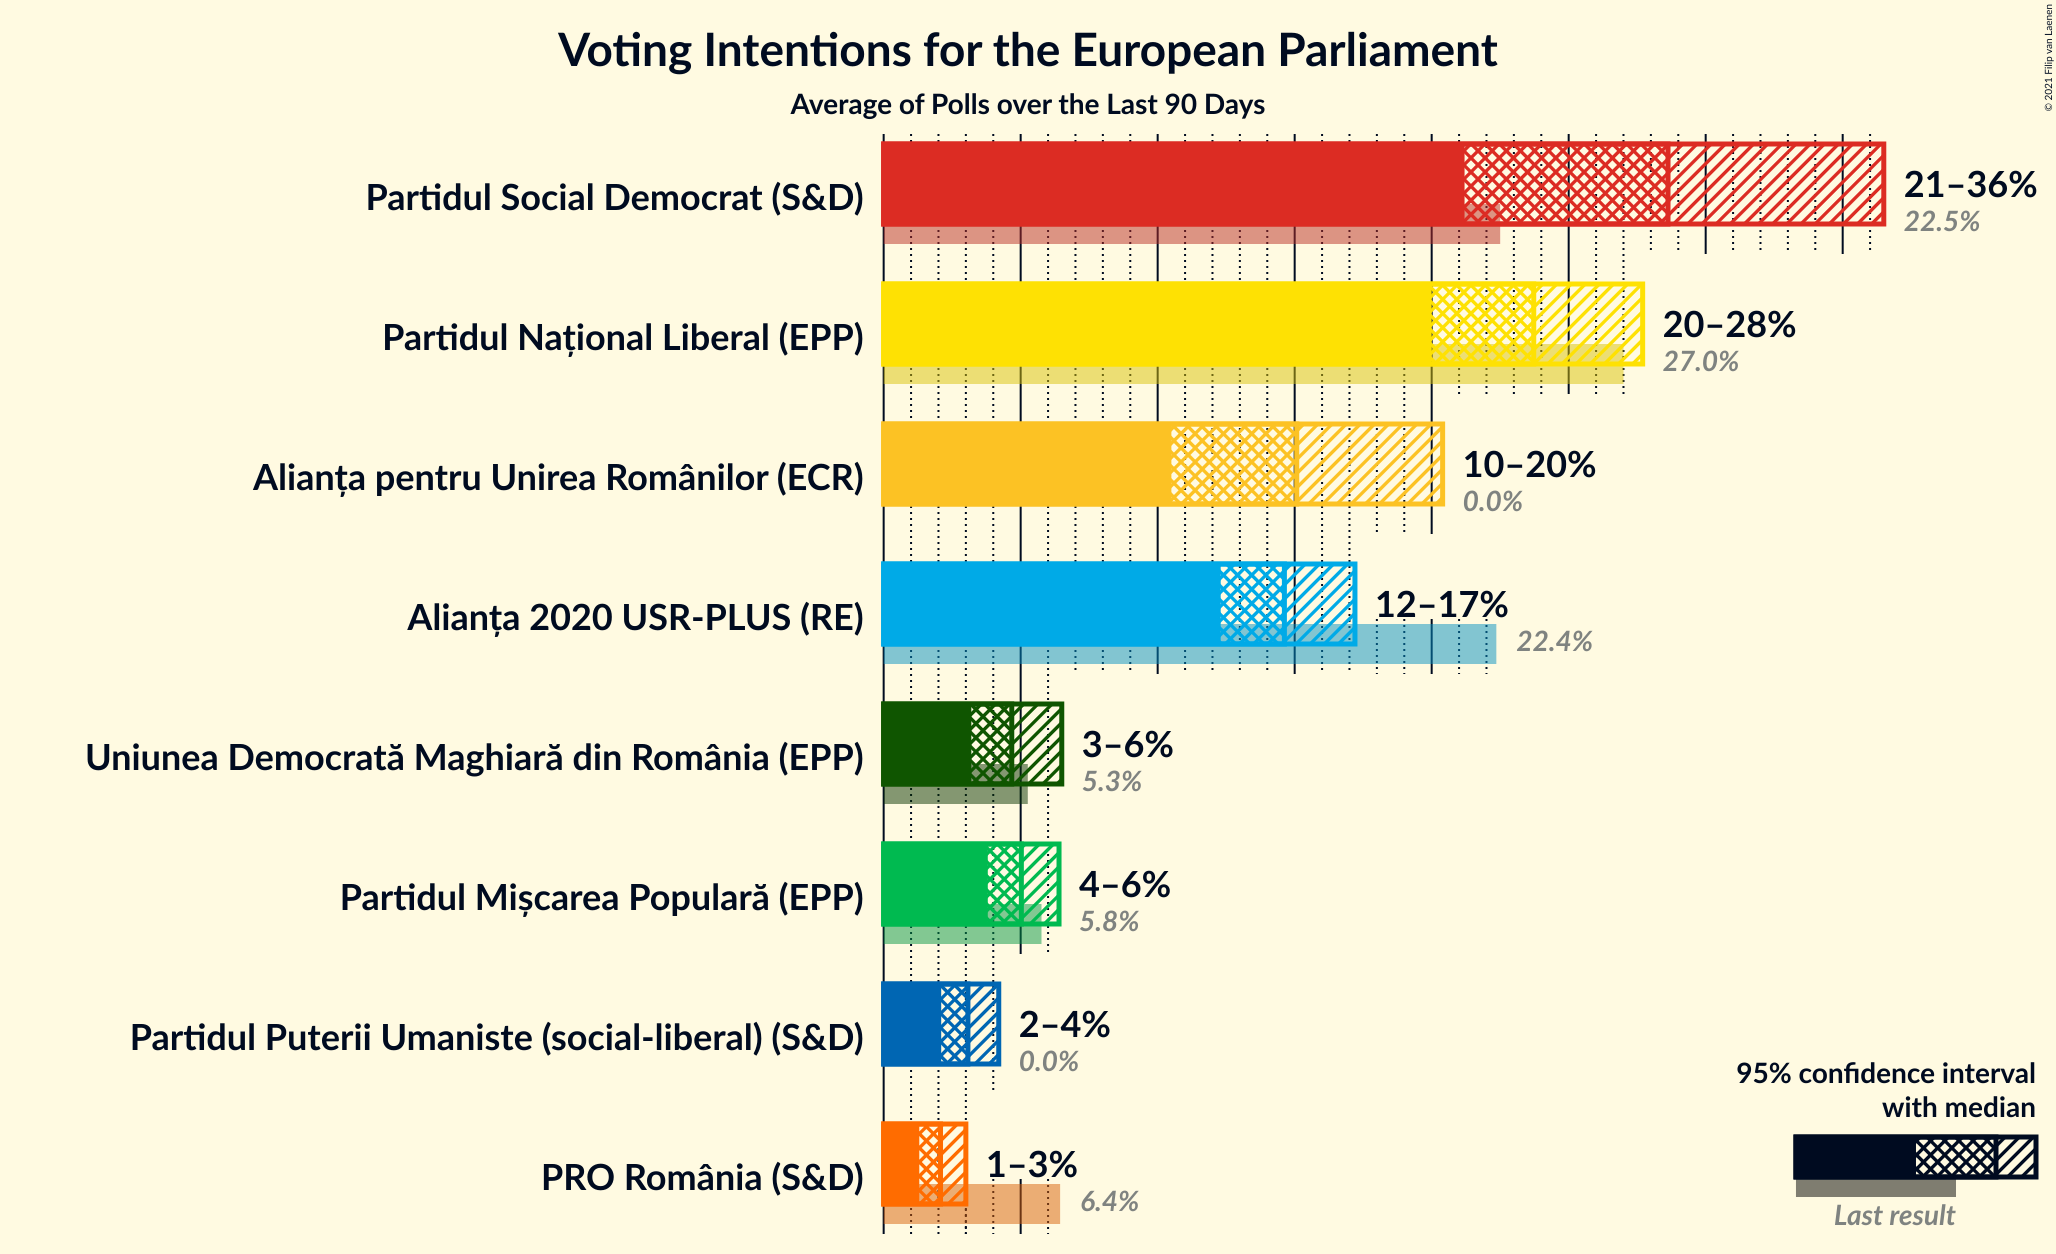 Voting Intentions for the European Parliament
Average of Polls over the Last 90 Days
© 2021 Filip van Laenen
Partidul Social Democrat (S&D)
21–36%
22.5%
Partidul Național Liberal (EPP)
20–28%
27.0%
Alianța pentru Unirea Românilor (ECR)
10–20%
0.0%
Alianța 2020 USR-PLUS (RE)
12–17%
22.4%
Uniunea Democrată Maghiară din România (EPP)
3–6%
5.3%
Partidul Mișcarea Populară (EPP)
4–6%
5.8%
Partidul Puterii Umaniste (social-liberal) (S&D)
2–4%
0.0%
PRO România (S&D)
1–3%
6.4%
95% confidence interval
with median
Last result